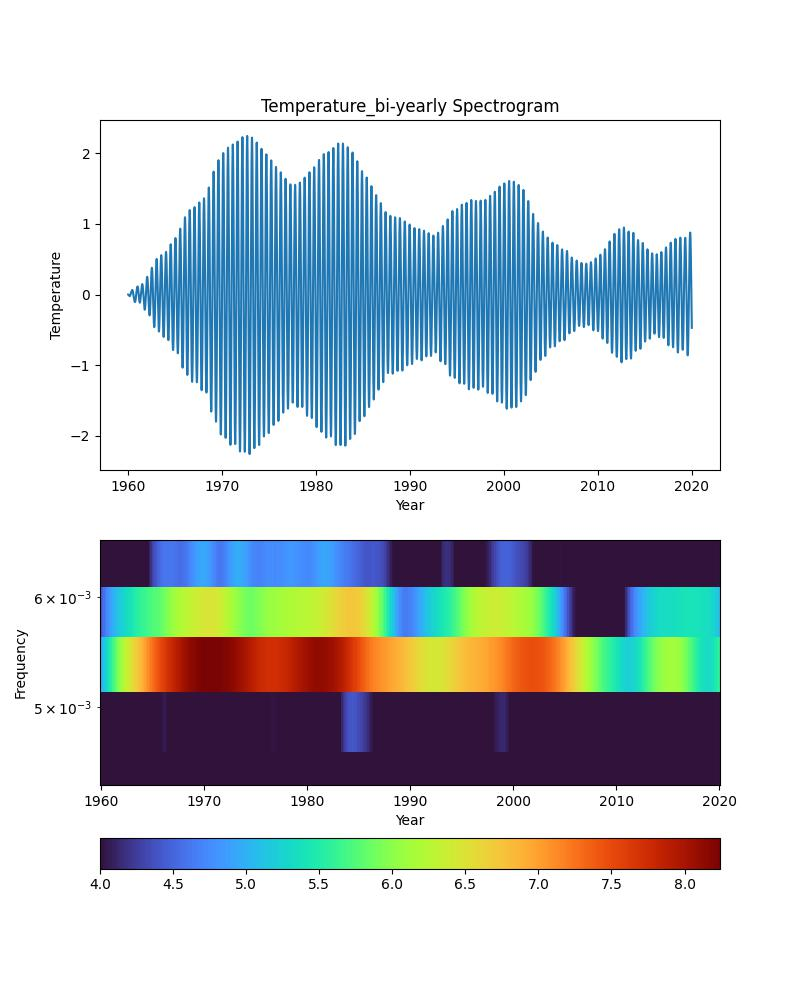 Temperature_bi-yearly Spectrogram
2
1
0
−1
−2
Temperature
1960 1970 1980 1990 2000 2010 2020
Year
6 × 10⁻³
5 × 10⁻³
Frequency
1960 1970 1980 1990 2000 2010 2020
Year
4.0 4.5 5.0 5.5 6.0 6.5 7.0 7.5 8.0